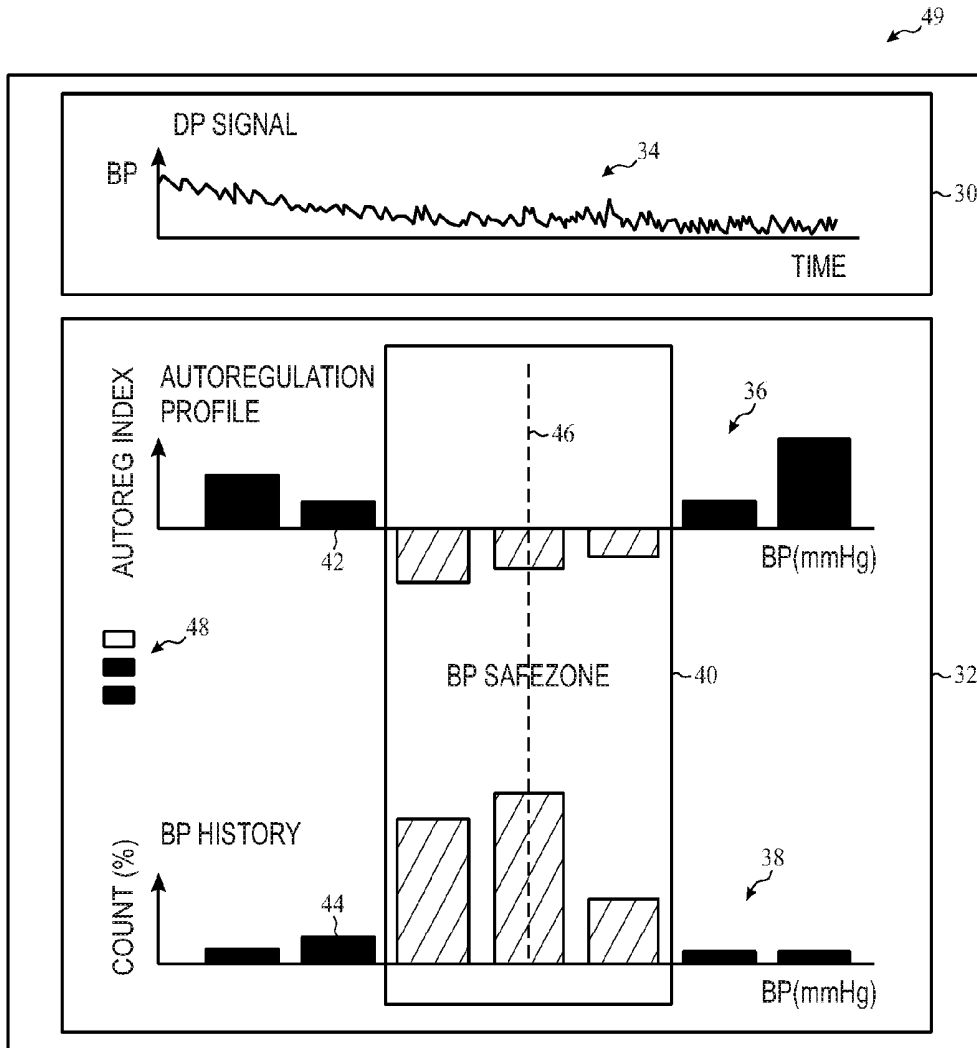 49
DP SIGNAL
BP
34
30
TIME
AUTOREG INDEX
AUTOREGULATION
PROFILE
46
36
42
BP(mmHg)
48
BP SAFEZONE
40
32
COUNT (%)
BP HISTORY
44
38
BP(mmHg)